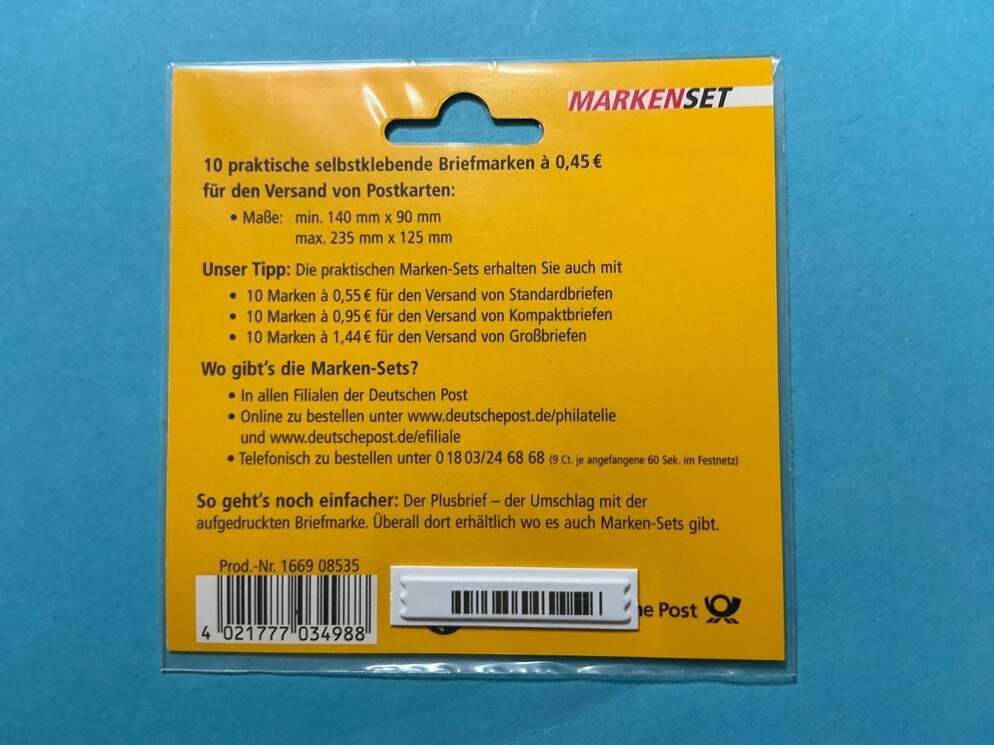 MARKENSET
10 praktische selbstklebende Briefmarken à 0,45 €
für den Versand von Postkarten:
• Maße: min. 140 mm x 90 mm
max. 235 mm x 125 mm
Unser Tipp: Die praktischen Marken-Sets erhalten Sie auch mit
• 10 Marken à 0,55 € für den Versand von Standardbriefen
• 10 Marken à 0,95 € für den Versand von Kompaktbriefen
• 10 Marken à 1,44 € für den Versand von Großbriefen
Wo gibt's die Marken-Sets?
• In allen Filialen der Deutschen Post
• Online zu bestellen unter www.deutschepost.de/philatelie
und www.deutschepost.de/efiliale
• Telefonisch zu bestellen unter 0 18 03/24 68 68 (9 Ct. je angefangene 60 Sek. im Festnetz)
So geht's noch einfacher: Der Plusbrief – der Umschlag mit der
aufgedruckten Briefmarke. Überall dort erhältlich wo es auch Marken-Sets gibt.
Prod.-Nr. 1669 08535
4 021777 034988
he Post